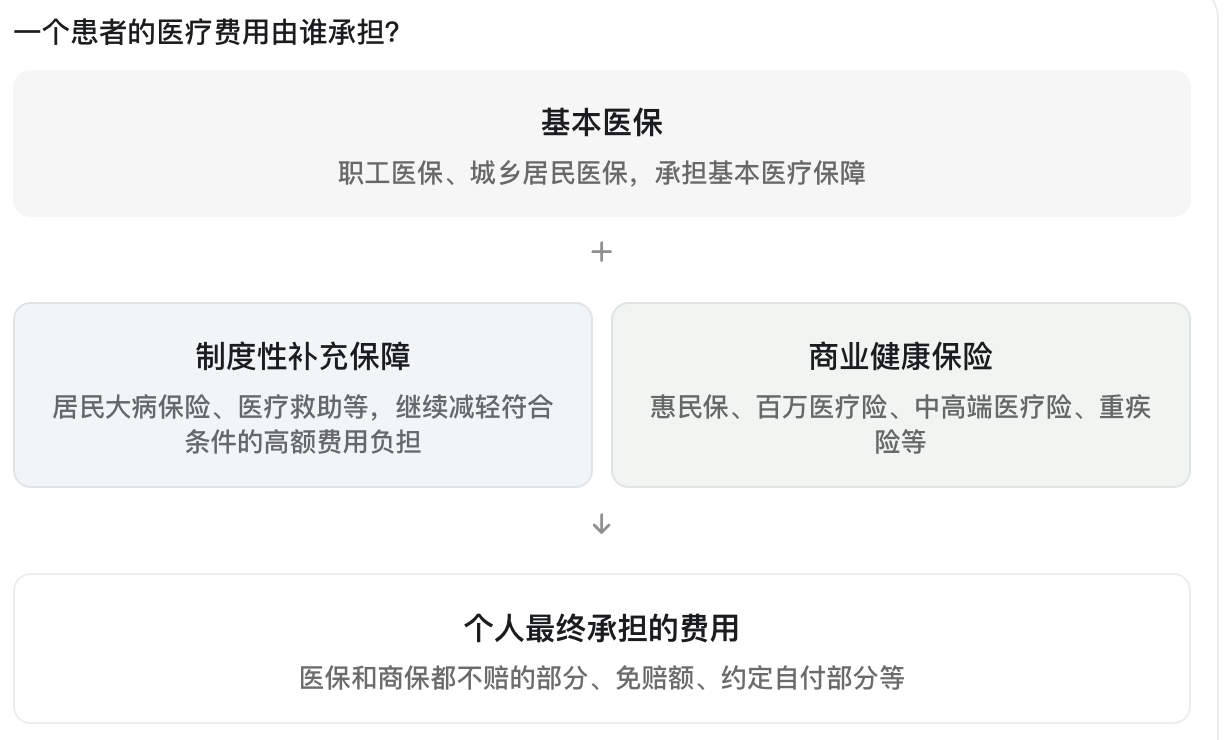 一个患者的医疗费用由谁承担?
基本医保
职工医保、城乡居民医保，承担基本医疗保障
+
制度性补充保障
居民大病保险、医疗救助等，继续减轻符合
条件的高额费用负担
商业健康保险
惠民保、百万医疗险、中高端医疗险、重疾
险等
↓
个人最终承担的费用
医保和商保都不赔的部分、免赔额、约定自付部分等